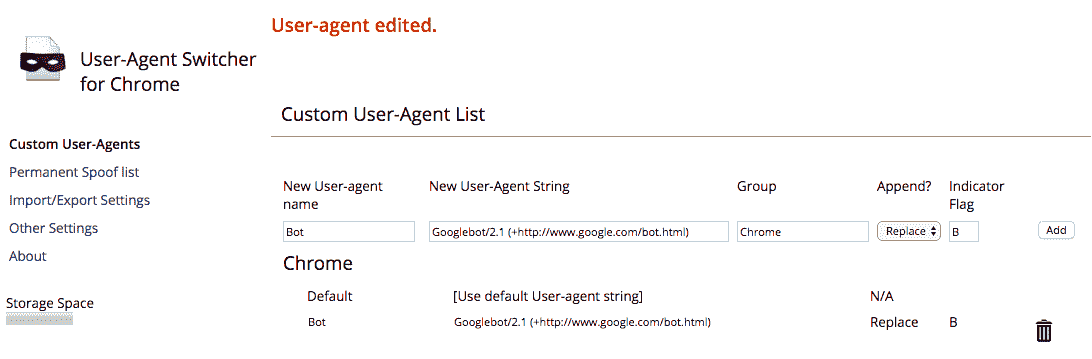 User-agent edited.
User-Agent Switcher
for Chrome
Custom User-Agent List
Custom User-Agents
Permanent Spoof list
Import/Export Settings
Other Settings
About
Storage Space
New User-agent name New User-Agent String Group Append? Indicator Flag
Bot Googlebot/2.1 (+http://www.google.com/bot.html) Chrome Replace B Add
Chrome
Default [Use default User-agent string] N/A
Bot Googlebot/2.1 (+http://www.google.com/bot.html) Replace B